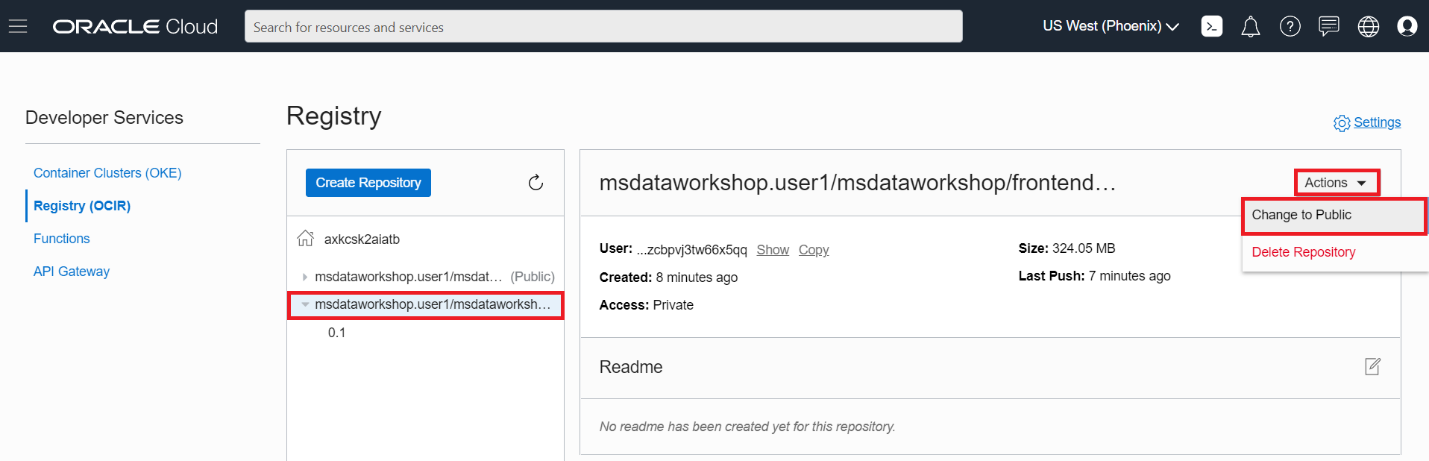 ORACLE Cloud
Search for resources and services
US West (Phoenix)
Developer Services
Container Clusters (OKE)
Registry (OCIR)
Functions
API Gateway
Registry
Settings
Create Repository
axkcsk2aiatb
msdataworkshop.user1/msdat... (Public)
msdataworkshop.user1/msdataworksh...
0.1
msdataworkshop.user1/msdataworkshop/frontend...
Actions
Change to Public
Delete Repository
User: ...zcbpvj3tw66x5qq Show Copy
Created: 8 minutes ago
Access: Private
Size: 324.05 MB
Last Push: 7 minutes ago
Readme
No readme has been created yet for this repository.